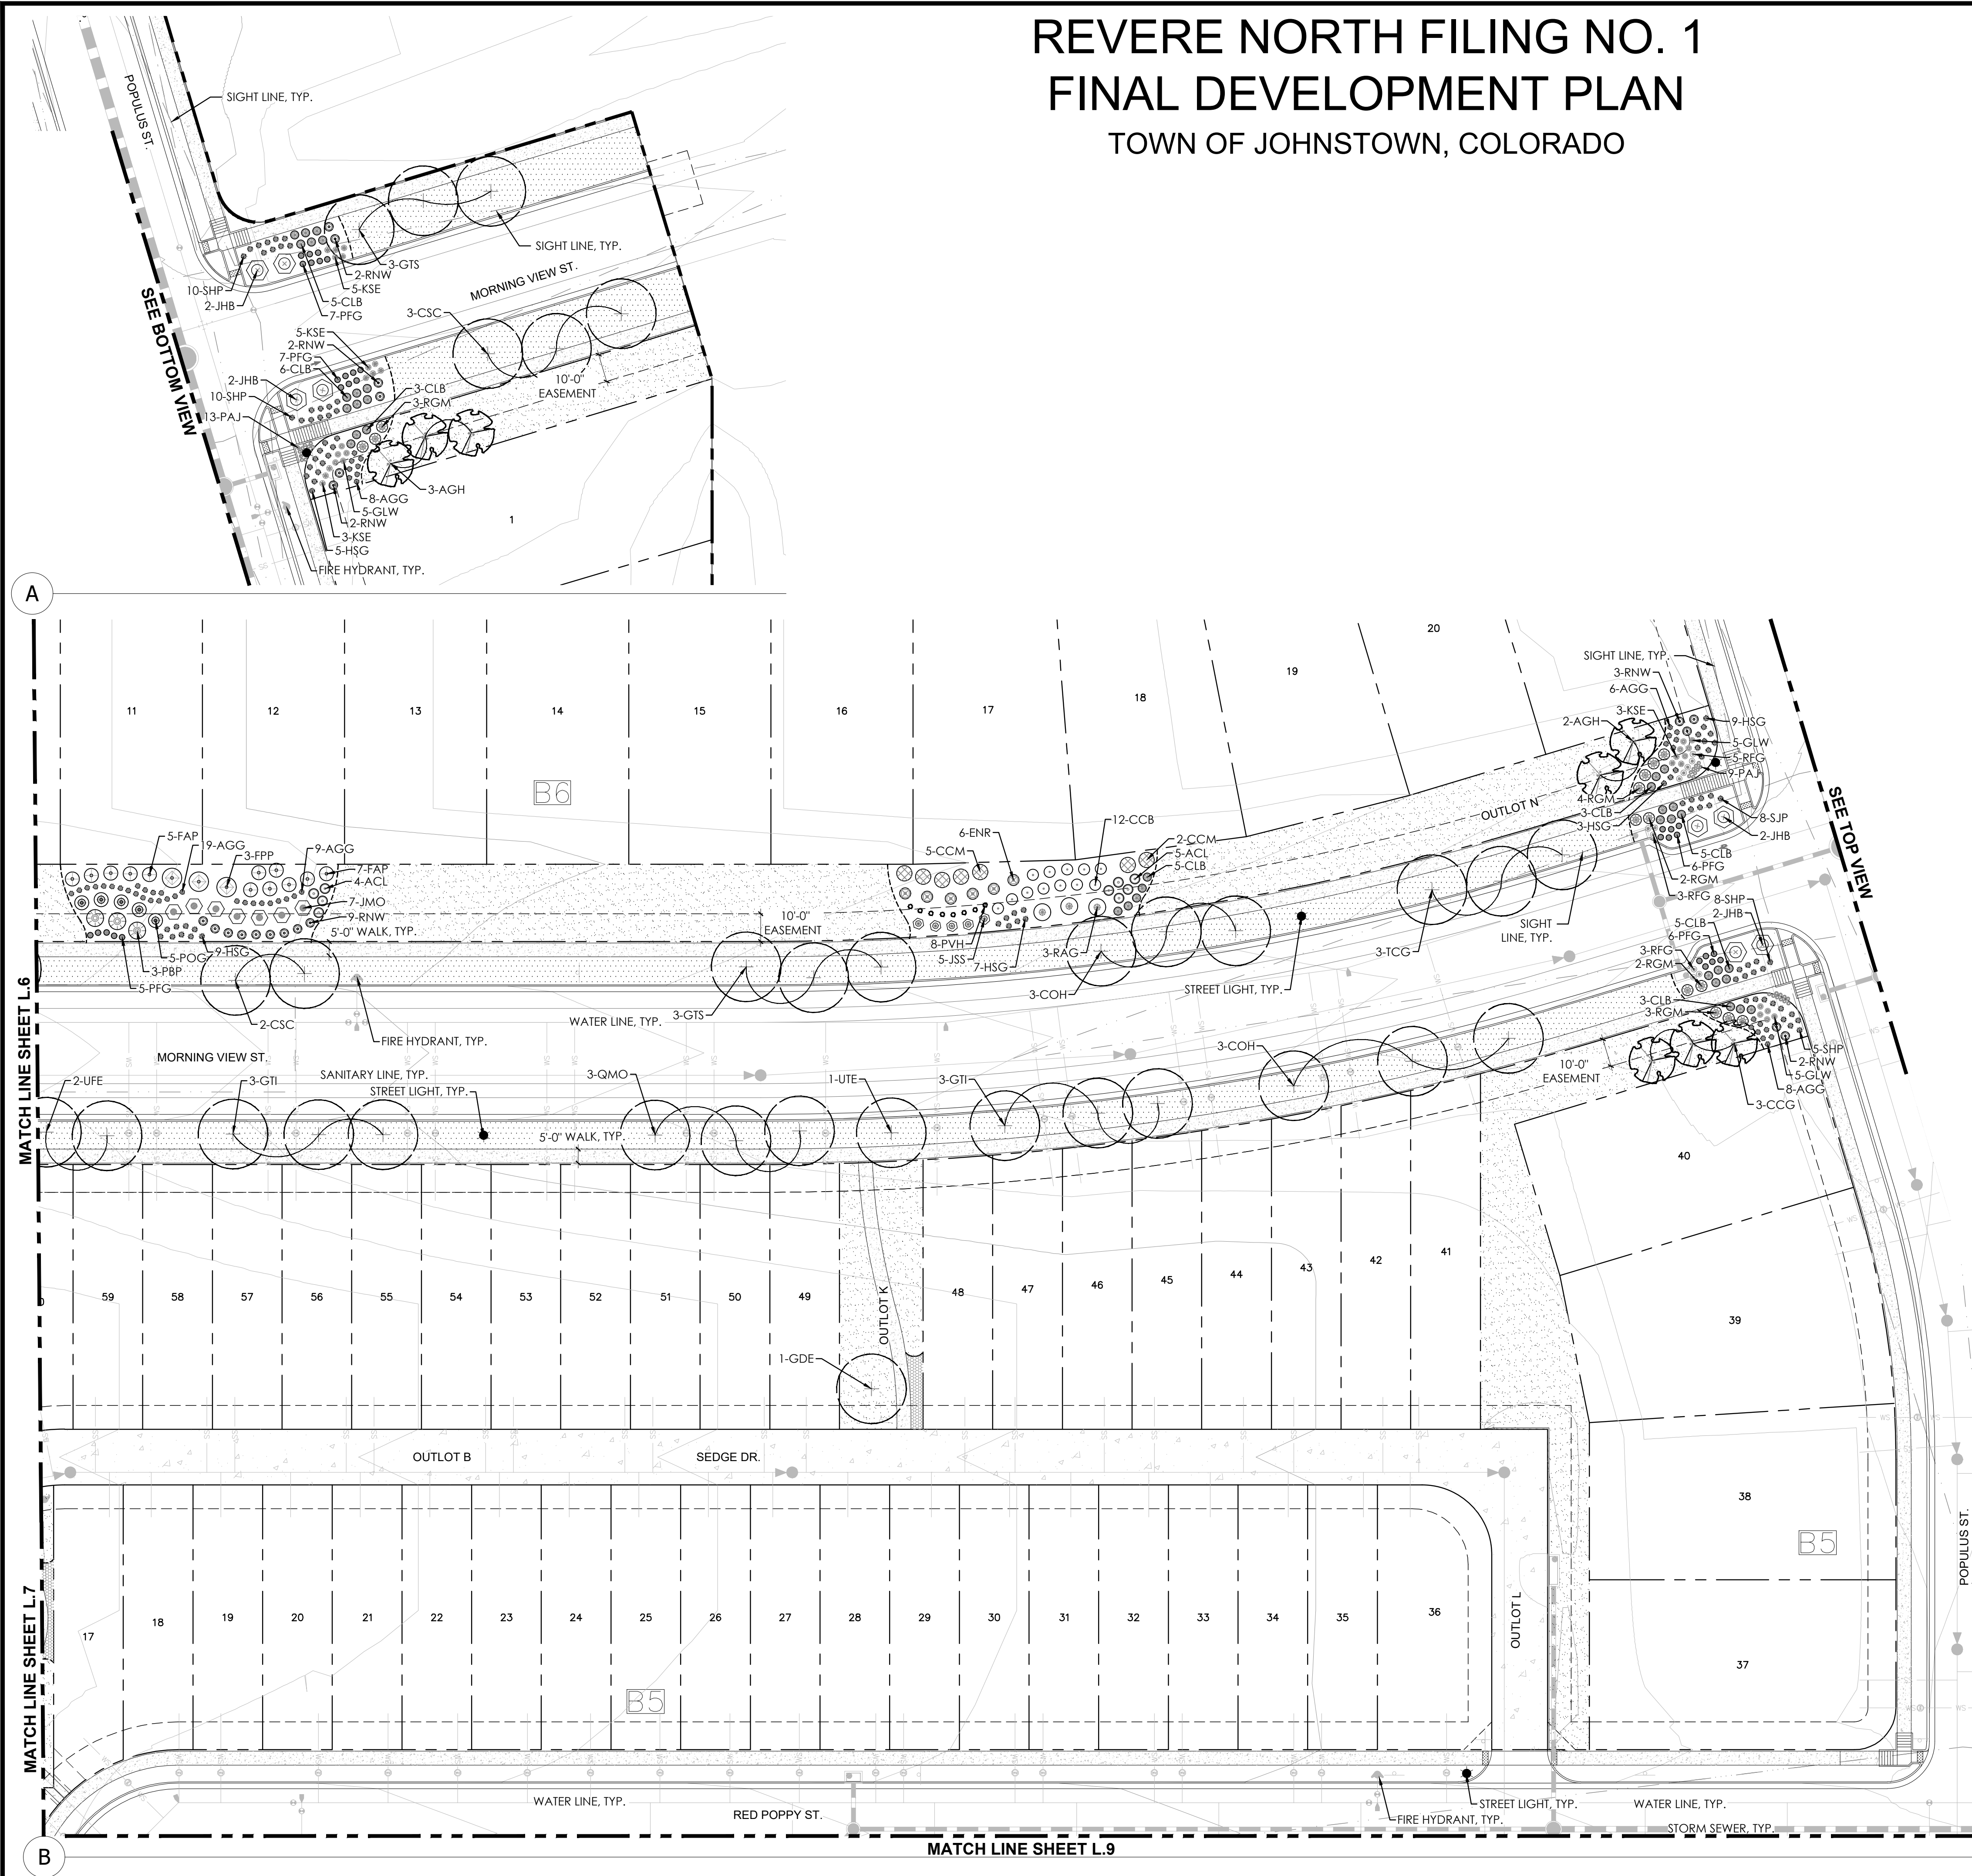 REVERE NORTH FILING NO. 1
FINAL DEVELOPMENT PLAN
TOWN OF JOHNSTOWN, COLORADO
POPULUS ST.
SIGHT LINE, TYP.
SIGHT LINE, TYP.
3-GTS
2-RNW
5-KSE
10-SHP
2-JHB
5-CLB
7-PFG
MORNING VIEW ST.
SEE BOTTOM VIEW
3-CSC
5-KSE
2-RNW
7-PFG
6-CLB
2-JHB
10-SHP
13-PAJ
3-CLB
3-RGM
10'-0"
EASEMENT
3-AGH
8-AGG
5-GLW
2-RNW
3-KSE
5-HSG
1
FIRE HYDRANT, TYP.
A
11
12
13
14
15
16
17
18
19
20
B6
SIGHT LINE, TYP.
3-RNW
6-AGG
3-KSE
2-AGH
9-HSG
5-GLW
5-RFG
9-PAJ
4-RGM
3-CLB
3-HSG
8-SJP
2-JHB
5-CLB
6-PFG
2-RGM
3-RFG
SEE TOP VIEW
OUTLOT N
5-FAP
9-AGG
3-FPP
9-AGG
7-FAP
4-ACL
7-JMO
9-RNW
5'-0" WALK, TYP.
9-HSG
5-POG
3-PBP
5-PFG
2-CSC
FIRE HYDRANT, TYP.
6-ENR
12-CCB
5-CCM
2-CCM
5-ACL
5-CLB
10'-0"
EASEMENT
8-PVH
5-JSS
7-HSG
3-RAG
3-COH
3-GTS
STREET LIGHT, TYP.
3-TCG
SIGHT
LINE, TYP.
8-SHP
2-JHB
5-CLB
6-PFG
3-RFG
2-RGM
3-CLB
3-RGM
5-SHP
2-RNW
5-GLW
8-AGG
3-CCG
10'-0"
EASEMENT
WATER LINE, TYP.
MORNING VIEW ST.
SANITARY LINE, TYP.
STREET LIGHT, TYP.
2-UFE
3-GTI
3-QMO
1-UTE
3-GTI
3-COH
5'-0" WALK, TYP.
MATCH LINE SHEET L.6
59
58
57
56
55
54
53
52
51
50
49
48
47
46
45
44
43
42
41
40
39
38
37
OUTLOT K
1-GDE
OUTLOT B
SEDGE DR.
OUTLOT L
B5
POPULUS ST.
MATCH LINE SHEET L.7
17
18
19
20
21
22
23
24
25
26
27
28
29
30
31
32
33
34
35
36
B5
WATER LINE, TYP.
RED POPPY ST.
STREET LIGHT, TYP.
FIRE HYDRANT, TYP.
WATER LINE, TYP.
STORM SEWER, TYP.
MATCH LINE SHEET L.9
B